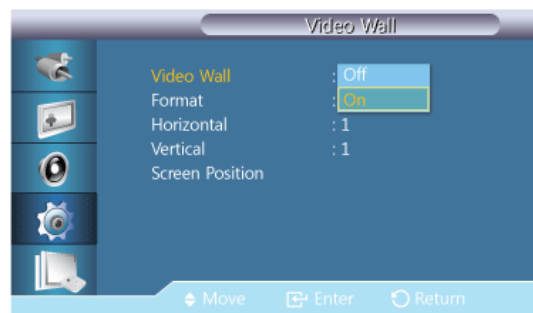 Video Wall
Video Wall : Off
Format : On
Horizontal : 1
Vertical : 1
Screen Position
Move Enter Return